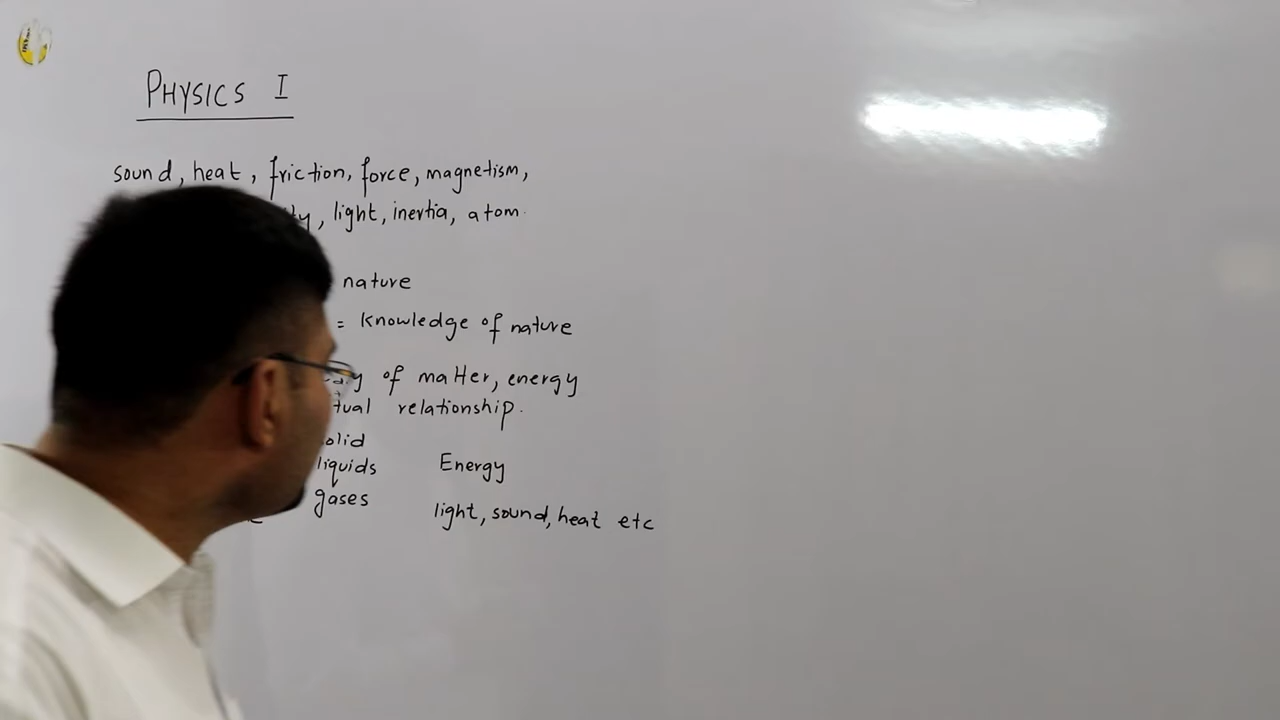 PHYSICS I
sound, heat, friction, force, magnetism,
, light, inertia, atom.
nature
= knowledge of nature
of matter, energy
relationship.
liquids Energy
gases
light, sound, heat etc